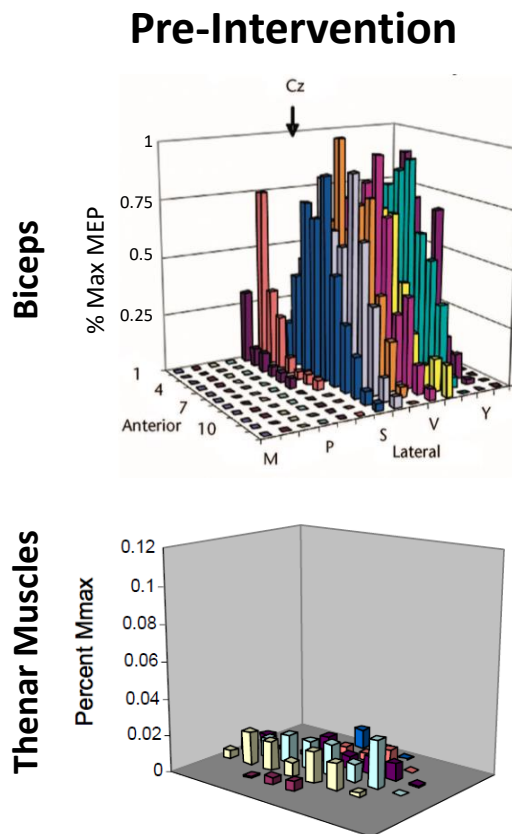 Pre-Intervention
Cz
Biceps
% Max MEP
1
0.75
0.5
0.25
1
4
7
10
Anterior
M
P
S
V
Y
Lateral
Thenar Muscles
Percent Mmax
0.12
0.1
0.08
0.06
0.04
0.02
0